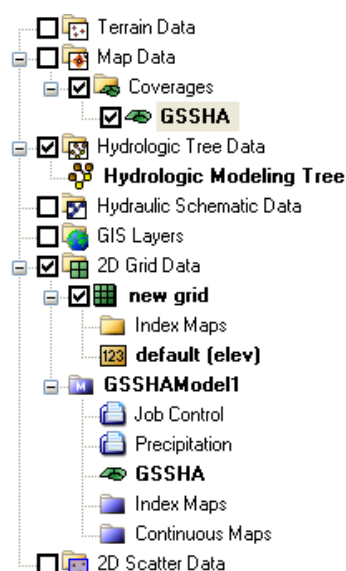 Terrain Data
Map Data
Coverages
GSSHA
Hydrologic Tree Data
Hydrologic Modeling Tree
Hydraulic Schematic Data
GIS Layers
2D Grid Data
new grid
Index Maps
123 default (elev)
M GSSHAModel1
Job Control
Precipitation
GSSHA
Index Maps
Continuous Maps
2D Scatter Data